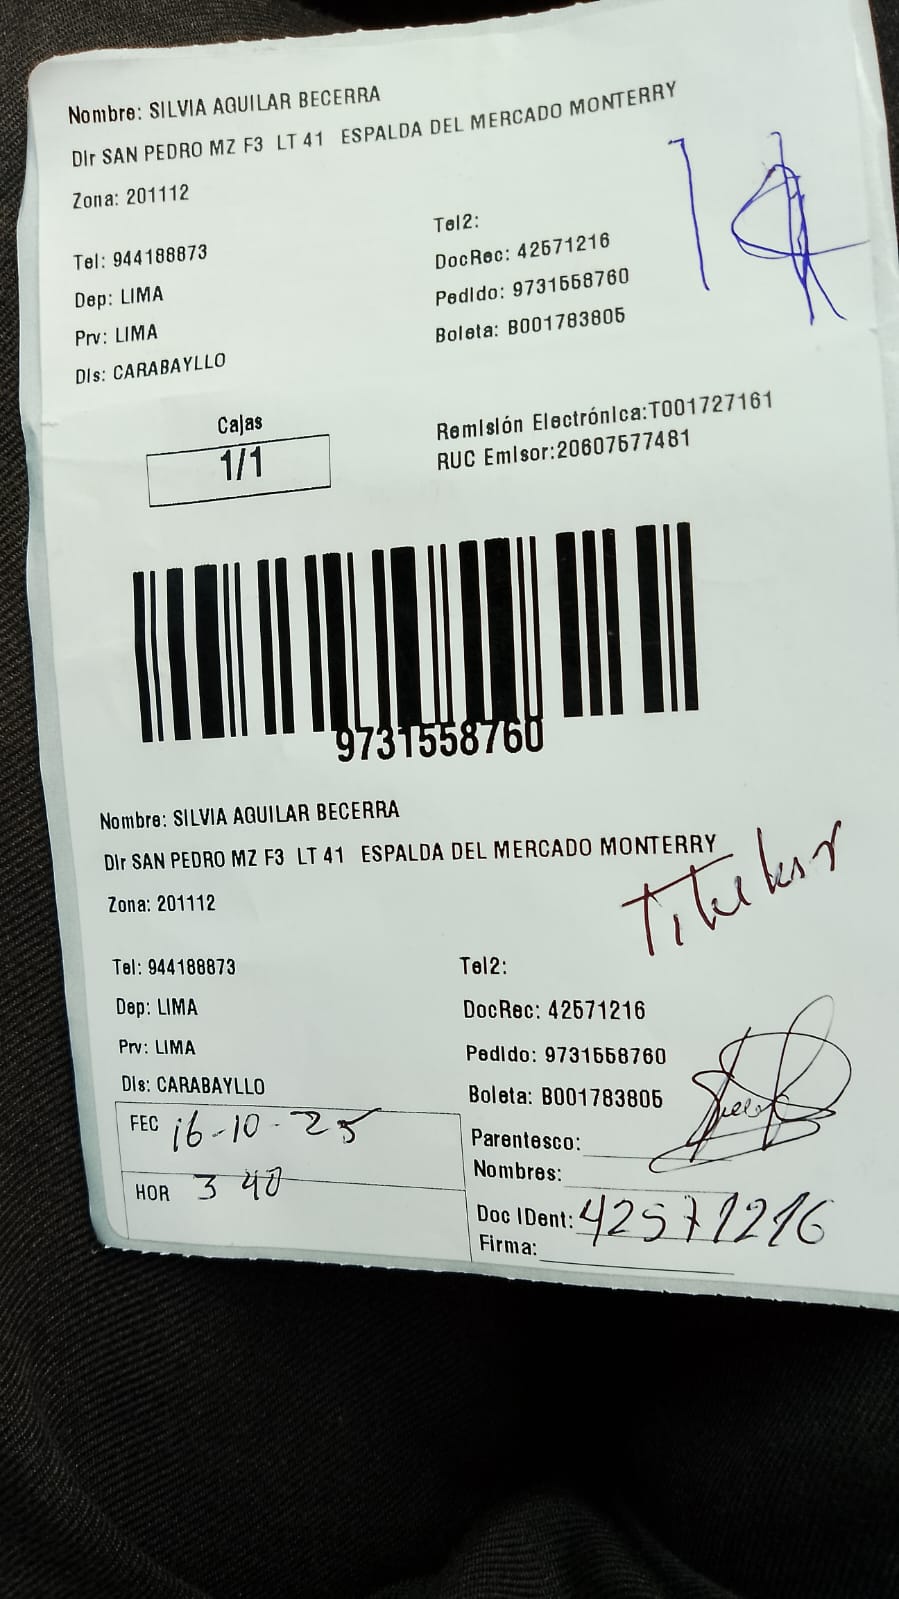 Nombre: SILVIA AQUILAR BECERRA
Dir SAN PEDRO MZ F3 LT 41 ESPALDA DEL MERCADO MONTERRY
Zona: 201112
Tel: 944188873
Dep: LIMA
Prv: LIMA
Dis: CARABAYLLO
Tel2:
DocRec: 42571216
Pedido: 9731558760
Boleta: B001783805
Cajas
1/1
Remisión Electrónica:T001727161
RUC Emisor:20607577481
9731558760
Nombre: SILVIA AQUILAR BECERRA
Dir SAN PEDRO MZ F3 LT 41 ESPALDA DEL MERCADO MONTERRY
Zona: 201112
Titular
Tel: 944188873
Dep: LIMA
Prv: LIMA
Dis: CARABAYLLO
FEC 16-10-25
HOR 3 40
Tel2:
DocRec: 42571216
Pedido: 9731558760
Boleta: B001783805
Parentesco:
Nombres:
Doc IDent: 42571216
Firma: